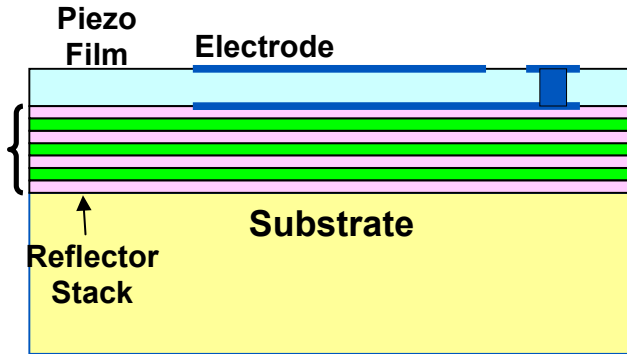 Piezo
Film
Electrode
Substrate
Reflector
Stack